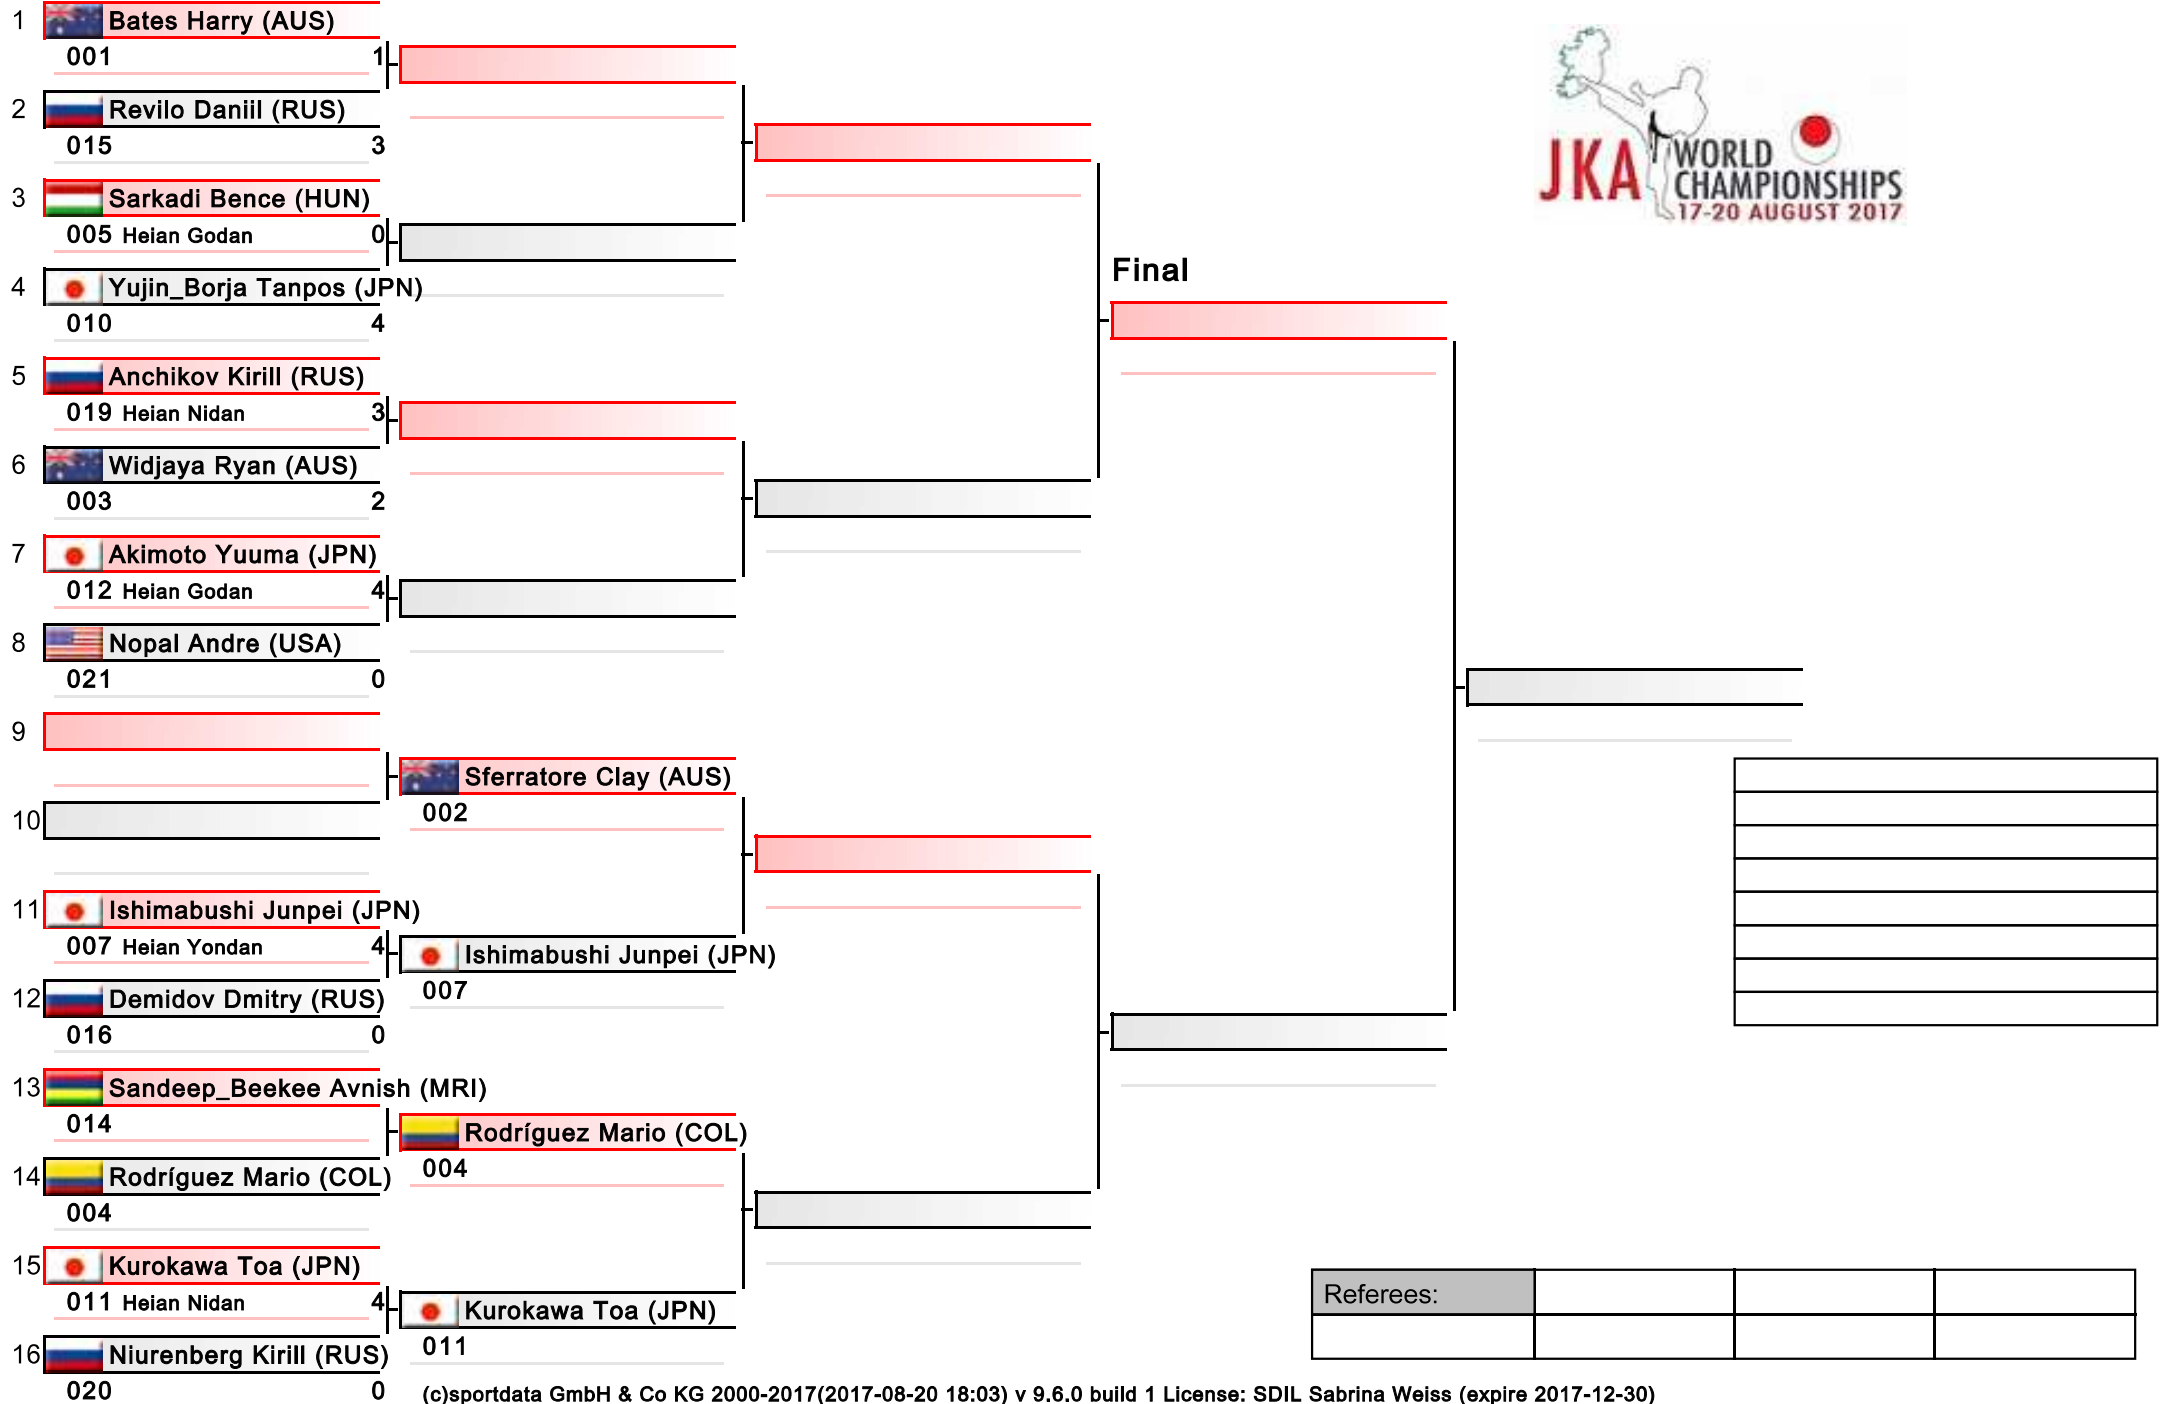 1 Bates Harry (AUS)
001 1
2 Revilo Daniil (RUS)
015 3
3 Sarkadi Bence (HUN)
005 Heian Godan 0
4 Yujin_Borja Tanpos (JPN)
010 4
5 Anchikov Kirill (RUS)
019 Heian Nidan 3
6 Widjaya Ryan (AUS)
003 2
7 Akimoto Yuuma (JPN)
012 Heian Godan 4
8 Nopal Andre (USA)
021 0
9
10
11 Ishimabushi Junpei (JPN)
007 Heian Yondan 4
12 Demidov Dmitry (RUS)
016 0
13 Sandeep_Beekee Avnish (MRI)
014
14 Rodríguez Mario (COL)
004
15 Kurokawa Toa (JPN)
011 Heian Nidan 4
16 Niurenberg Kirill (RUS)
020 0
Sferratore Clay (AUS)
002
Ishimabushi Junpei (JPN)
007
Rodríguez Mario (COL)
004
Kurokawa Toa (JPN)
011
Final
JKA WORLD
CHAMPIONSHIPS
17-20 AUGUST 2017
Referees:
(c)sportdata GmbH & Co KG 2000-2017(2017-08-20 18:03) v 9.6.0 build 1 License: SDIL Sabrina Weiss (expire 2017-12-30)